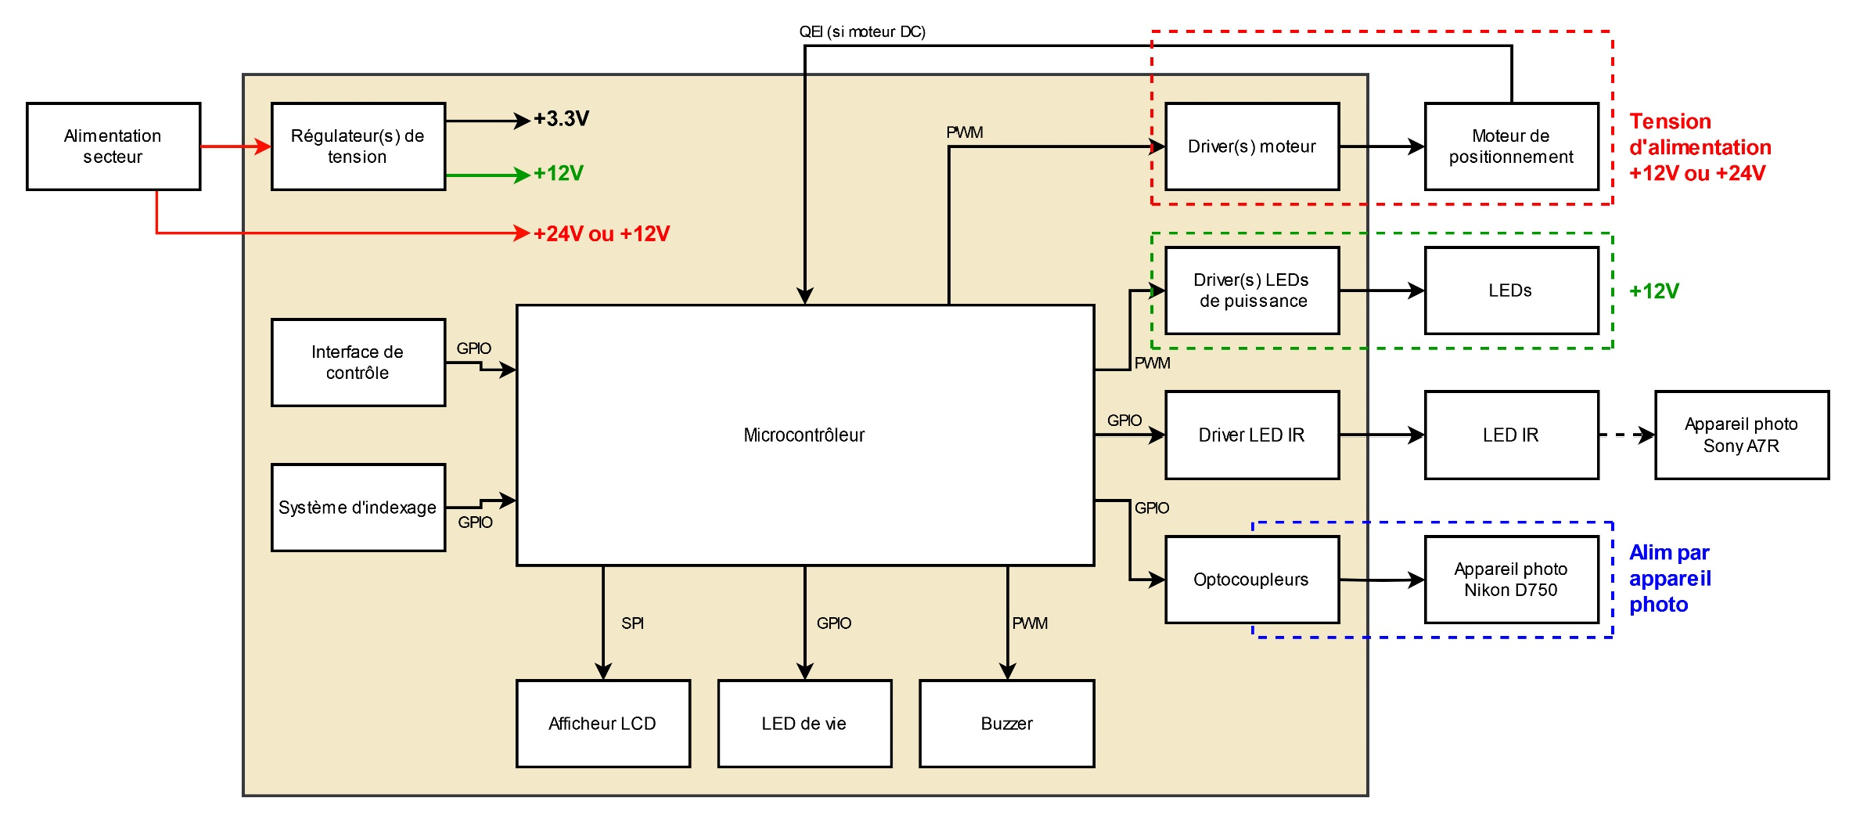 QEI (si moteur DC)
Alimentation
secteur
Régulateur(s) de
tension
+3.3V
+12V
+24V ou +12V
PWM
Driver(s) moteur
Moteur de
positionnement
Tension
d'alimentation
+12V ou +24V
Driver(s) LEDs
de puissance
LEDs
+12V
PWM
Interface de
contrôle
GPIO
Microcontrôleur
GPIO
Driver LED IR
LED IR
Appareil photo
Sony A7R
Système d'indexage
GPIO
GPIO
Optocoupleurs
Appareil photo
Nikon D750
Alim par
appareil
photo
SPI
GPIO
PWM
Afficheur LCD
LED de vie
Buzzer